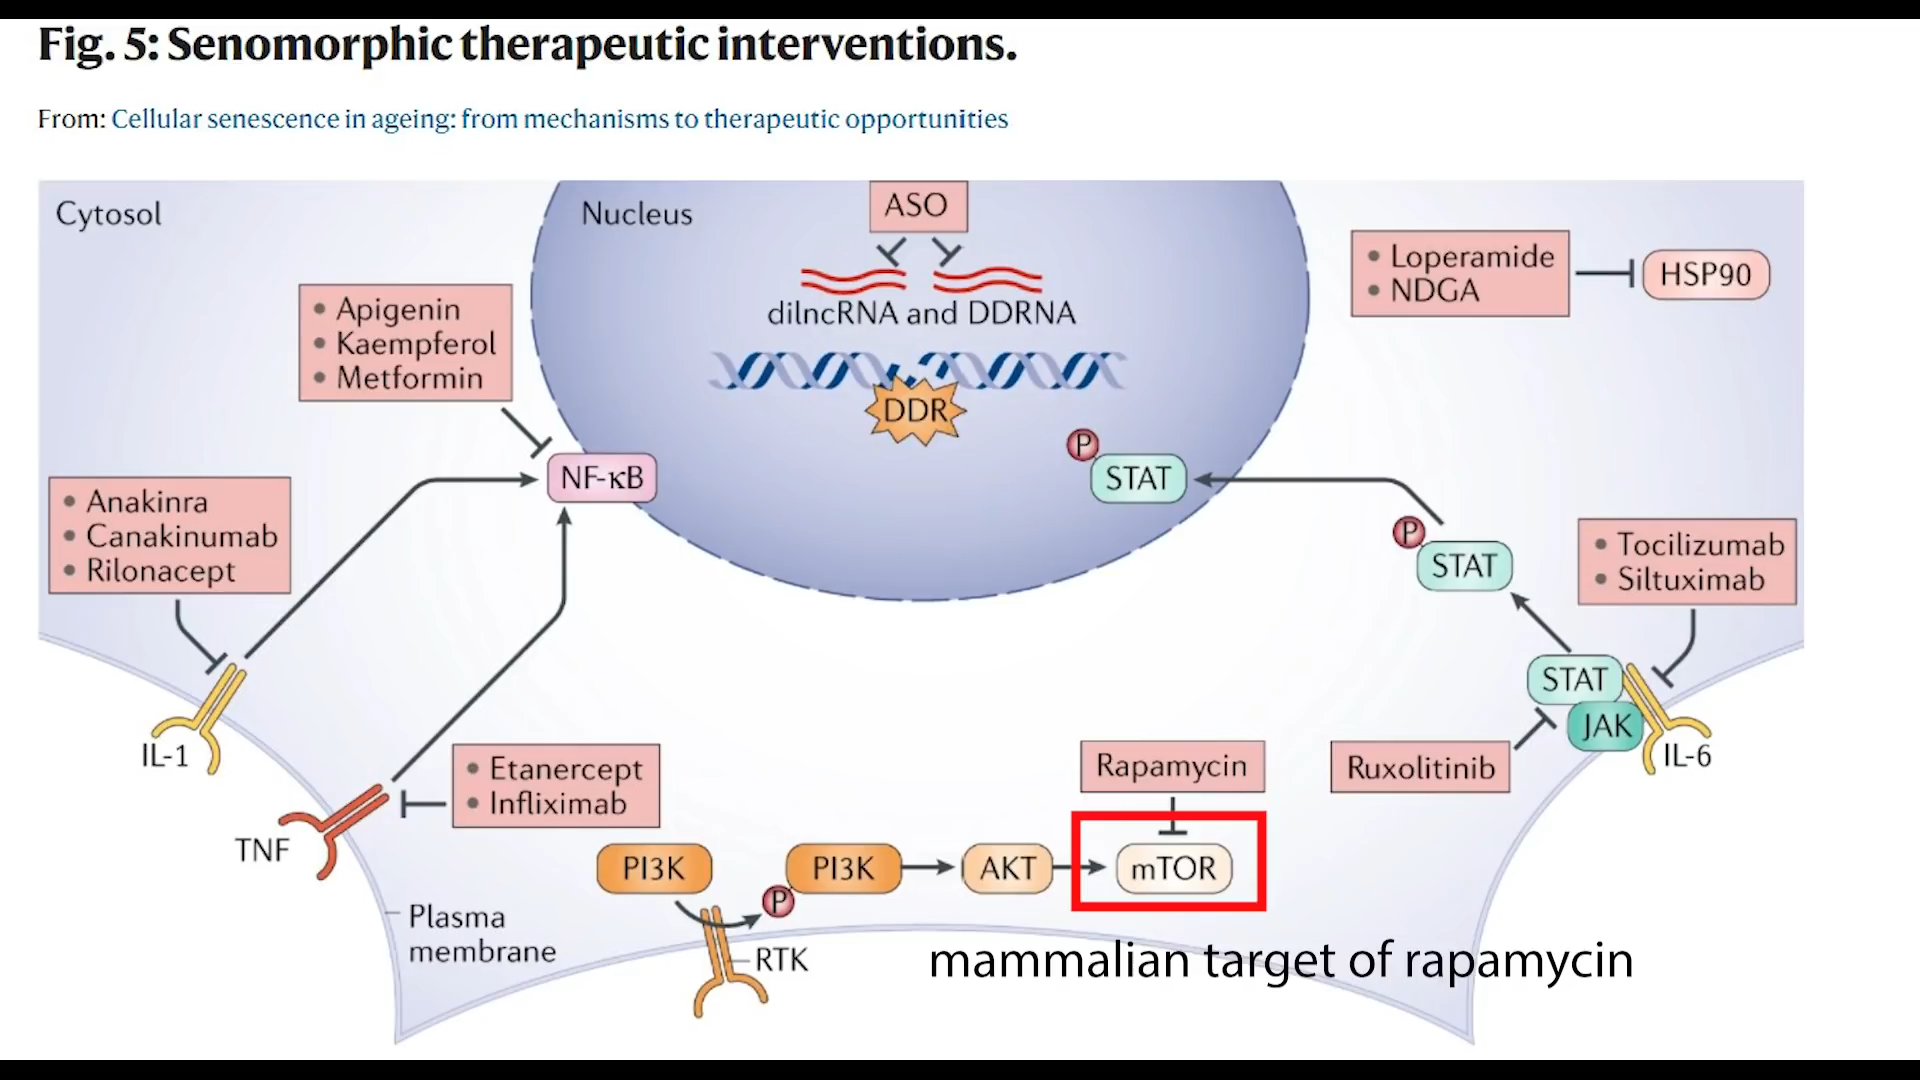 Fig. 5: Senomorphic therapeutic interventions.
From: Cellular senescence in ageing: from mechanisms to therapeutic opportunities
Cytosol
Nucleus
ASO
dilncRNA and DDRNA
DDR
• Loperamide
• NDGA
HSP90
• Apigenin
• Kaempferol
• Metformin
NF-κB
P
STAT
• Anakinra
• Canakinumab
• Rilonacept
P
STAT
• Tocilizumab
• Siltuximab
IL-1
STAT
JAK
IL-6
Ruxolitinib
• Etanercept
• Infliximab
TNF
Rapamycin
PI3K
P
PI3K
AKT
mTOR
Plasma
membrane
RTK
mammalian target of rapamycin